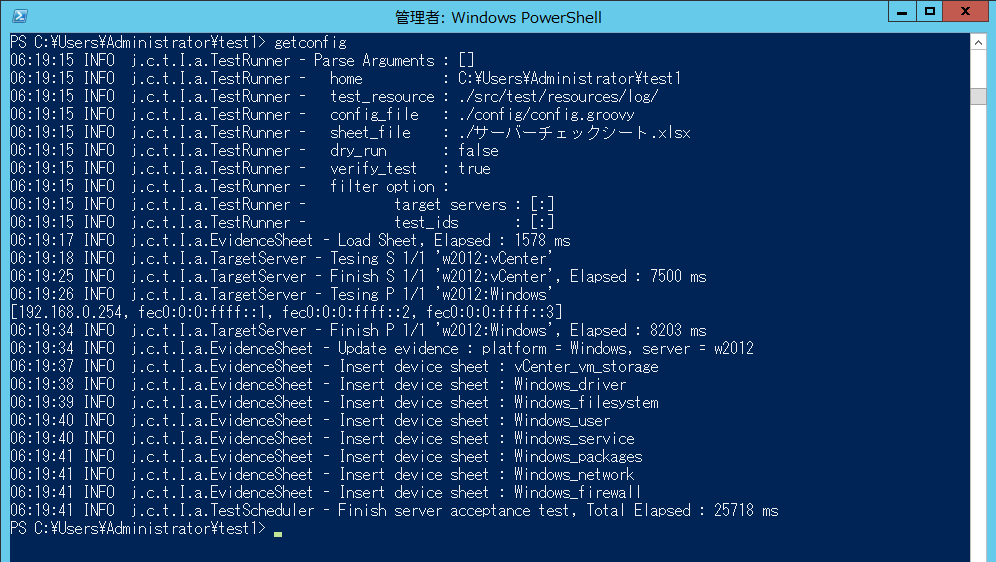 管理者: Windows PowerShell
PS C:¥Users¥Administrator¥test1> getconfig
06:19:15 INFO  j.c.t.I.a.TestRunner - Parse Arguments : []
06:19:15 INFO  j.c.t.I.a.TestRunner -   home          : C:¥Users¥Administrator¥test1
06:19:15 INFO  j.c.t.I.a.TestRunner -   test_resource : ./src/test/resources/log/
06:19:15 INFO  j.c.t.I.a.TestRunner -   config_file   : ./config/config.groovy
06:19:15 INFO  j.c.t.I.a.TestRunner -   sheet_file    : ./サーバーチェックシート.xlsx
06:19:15 INFO  j.c.t.I.a.TestRunner -   dry_run       : false
06:19:15 INFO  j.c.t.I.a.TestRunner -   verify_test   : true
06:19:15 INFO  j.c.t.I.a.TestRunner -   filter option :
06:19:15 INFO  j.c.t.I.a.TestRunner -           target servers : [:]
06:19:15 INFO  j.c.t.I.a.TestRunner -           test_ids       : [:]
06:19:17 INFO  j.c.t.I.a.EvidenceSheet - Load Sheet, Elapsed : 1578 ms
06:19:18 INFO  j.c.t.I.a.TargetServer - Tesing S 1/1 'w2012:vCenter'
06:19:25 INFO  j.c.t.I.a.TargetServer - Finish S 1/1 'w2012:vCenter', Elapsed : 7500 ms
06:19:26 INFO  j.c.t.I.a.TargetServer - Tesing P 1/1 'w2012:Windows'
[192.168.0.254, fec0:0:0:ffff::1, fec0:0:0:ffff::2, fec0:0:0:ffff::3]
06:19:34 INFO  j.c.t.I.a.TargetServer - Finish P 1/1 'w2012:Windows', Elapsed : 8203 ms
06:19:34 INFO  j.c.t.I.a.EvidenceSheet - Update evidence : platform = Windows, server = w2012
06:19:37 INFO  j.c.t.I.a.EvidenceSheet - Insert device sheet : vCenter_vm_storage
06:19:38 INFO  j.c.t.I.a.EvidenceSheet - Insert device sheet : Windows_driver
06:19:39 INFO  j.c.t.I.a.EvidenceSheet - Insert device sheet : Windows_filesystem
06:19:40 INFO  j.c.t.I.a.EvidenceSheet - Insert device sheet : Windows_user
06:19:40 INFO  j.c.t.I.a.EvidenceSheet - Insert device sheet : Windows_service
06:19:41 INFO  j.c.t.I.a.EvidenceSheet - Insert device sheet : Windows_packages
06:19:41 INFO  j.c.t.I.a.EvidenceSheet - Insert device sheet : Windows_network
06:19:41 INFO  j.c.t.I.a.EvidenceSheet - Insert device sheet : Windows_firewall
06:19:41 INFO  j.c.t.I.a.TestScheduler - Finish server acceptance test, Total Elapsed : 25718 ms
PS C:¥Users¥Administrator¥test1>